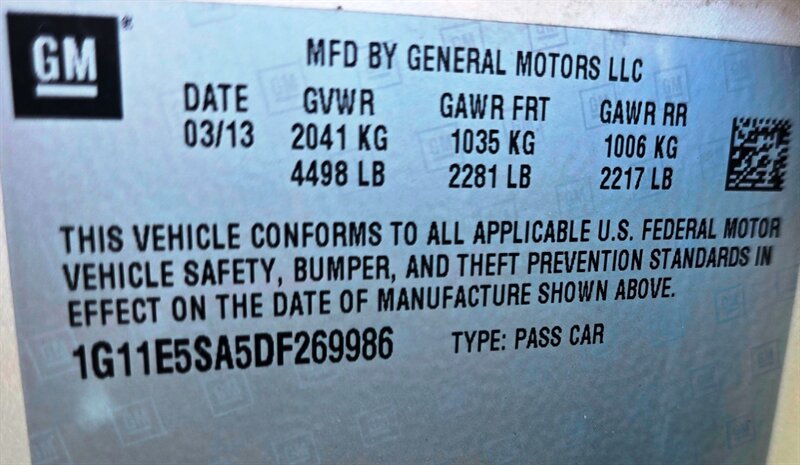 GM®
MFD BY GENERAL MOTORS LLC
DATE GVWR GAWR FRT GAWR RR
03/13 2041 KG 1035 KG 1006 KG
4498 LB 2281 LB 2217 LB
THIS VEHICLE CONFORMS TO ALL APPLICABLE U.S. FEDERAL MOTOR
VEHICLE SAFETY, BUMPER, AND THEFT PREVENTION STANDARDS IN
EFFECT ON THE DATE OF MANUFACTURE SHOWN ABOVE.
1G11E5SA5DF269986 TYPE: PASS CAR